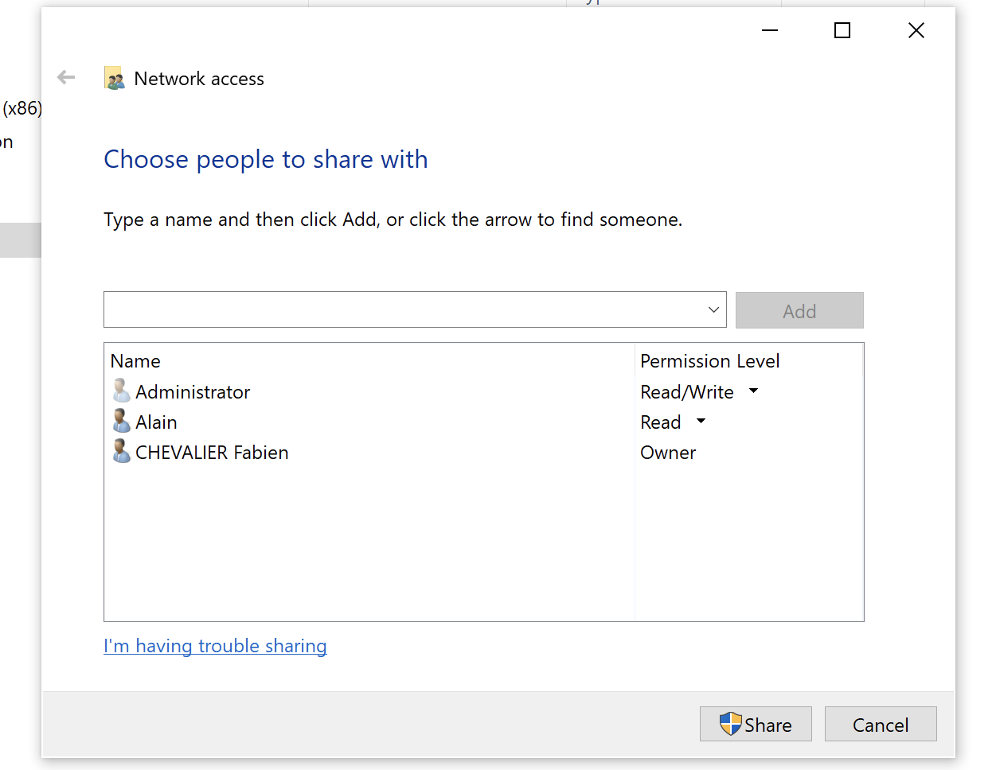 Network access
(x86)
on
Choose people to share with
Type a name and then click Add, or click the arrow to find someone.
Add
Name Permission Level
Administrator Read/Write
Alain Read
CHEVALIER Fabien Owner
I'm having trouble sharing
Share Cancel